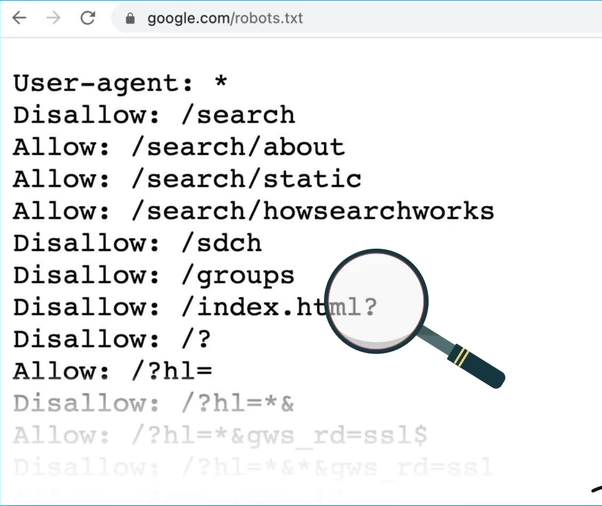 google.com/robots.txt
User-agent: *
Disallow: /search
Allow: /search/about
Allow: /search/static
Allow: /search/howsearchworks
Disallow: /sdch
Disallow: /groups
Disallow: /index.html?
Disallow: /?
Allow: /?hl=
Disallow: /?hl=*&
Allow: /?hl=*&gws_rd=ssl$
Disallow: /?hl=*&*&gws_rd=ssl